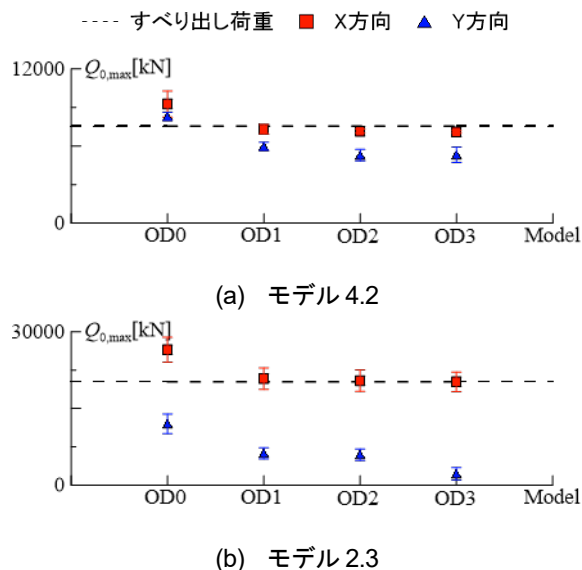 すべり出し荷重 X方向 Y方向
12000 Q0,max[kN]
0
OD0 OD1 OD2 OD3 Model
(a) モデル 4.2
30000 Q0,max[kN]
0
OD0 OD1 OD2 OD3 Model
(b) モデル 2.3